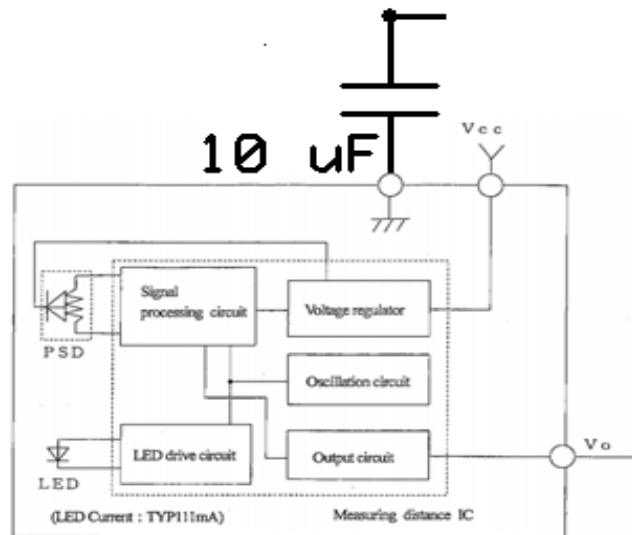 10 uF
Vcc
Signal
processing circuit
Voltage regulator
PSD
Oscillation circuit
LED drive circuit
Output circuit
Vo
LED
(LED Current : TYP111mA)
Measuring distance IC